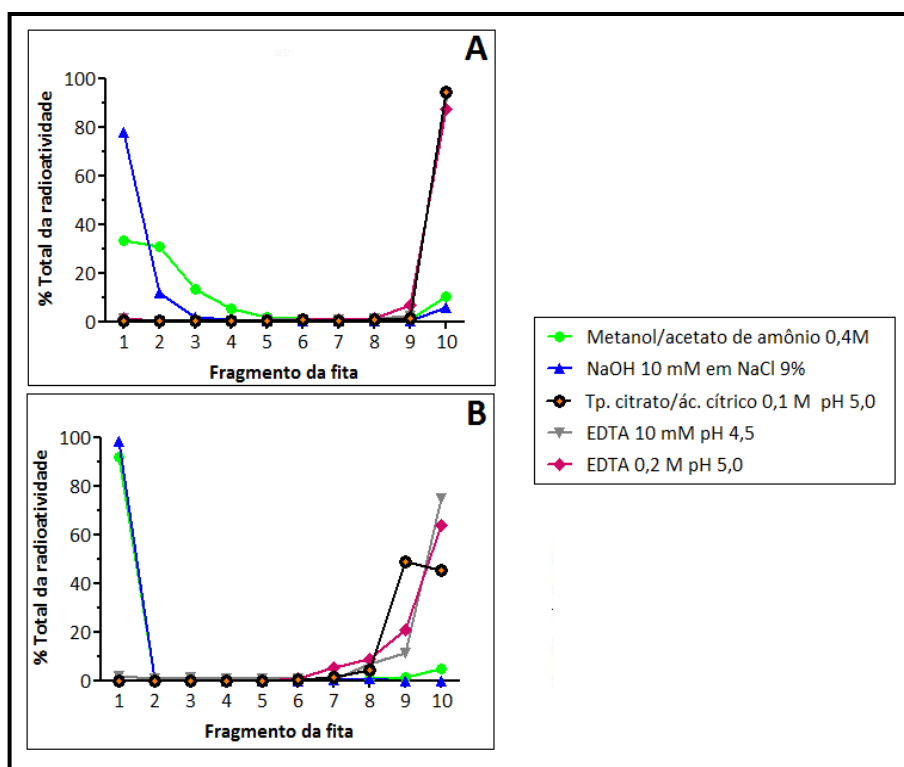 A
% Total da radioatividade
100
80
60
40
20
0
1 2 3 4 5 6 7 8 9 10
Fragmento da fita
B
% Total da radioatividade
100
80
60
40
20
0
1 2 3 4 5 6 7 8 9 10
Fragmento da fita
Metanol/acetato de amônio 0,4M
NaOH 10 mM em NaCl 9%
Tp. citrato/ác. cítrico 0,1 M pH 5,0
EDTA 10 mM pH 4,5
EDTA 0,2 M pH 5,0